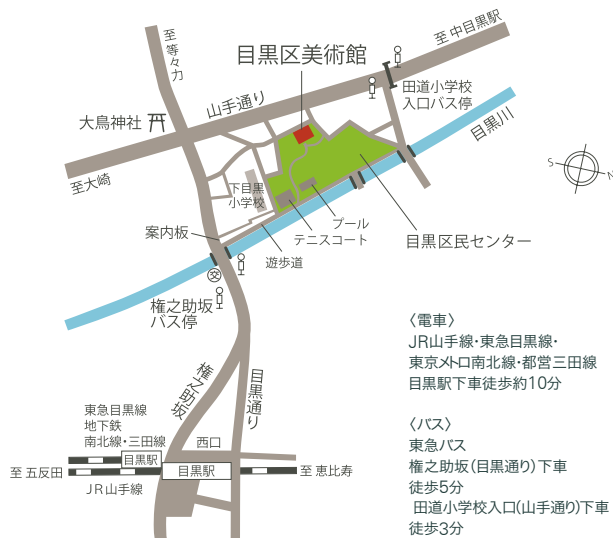 至等々力
目黒区美術館
至中目黒駅
山手通り
田道小学校
入口バス停
大鳥神社
目黒川
至大崎
S
N
下目黒
小学校
プール
テニスコート
案内板
遊歩道
目黒区民センター
交
権之助坂
バス停
〈電車〉
JR山手線・東急目黒線・
東京メトロ南北線・都営三田線
目黒駅下車徒歩約10分
権之助坂
目黒通り
東急目黒線
地下鉄
南北線・三田線
西口
目黒駅
目黒駅
至 五反田
至 恵比寿
JR山手線
〈バス〉
東急バス
権之助坂(目黒通り)下車
徒歩5分
田道小学校入口(山手通り)下車
徒歩3分